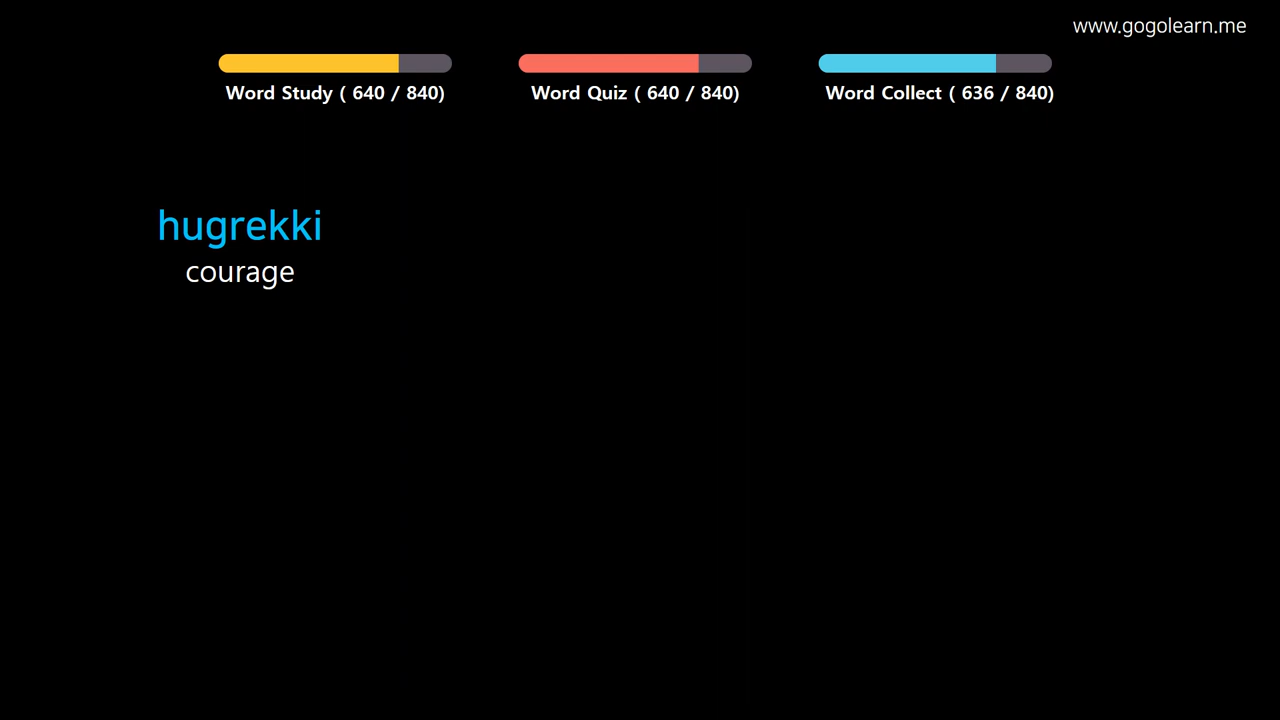 www.gogolearn.me
Word Study ( 640 / 840)
Word Quiz ( 640 / 840)
Word Collect ( 636 / 840)
hugrekki
courage